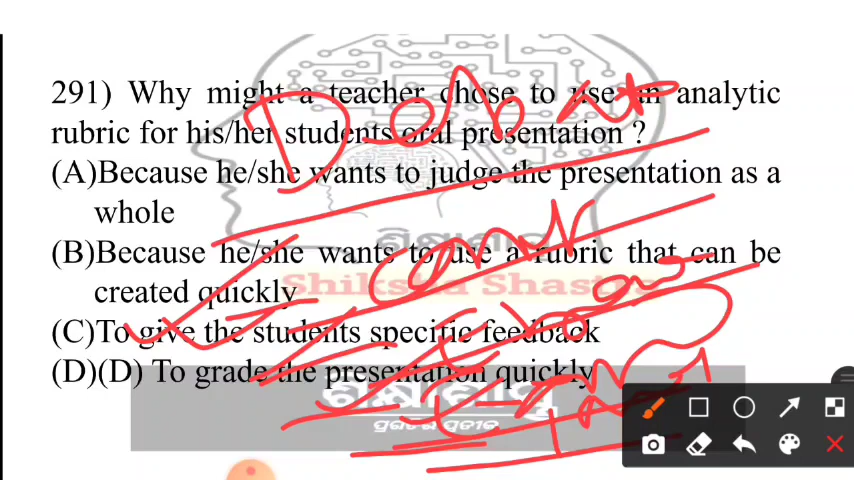 291) Why might a teacher chose to use an analytic
rubric for his/her students oral presentation ?
(A)Because he/she wants to judge the presentation as a
whole
(B)Because he/she wants to use a rubric that can be
created quickly
(C)To give the students specific feedback
(D)(D) To grade the presentation quickly
Shiksha Shastra